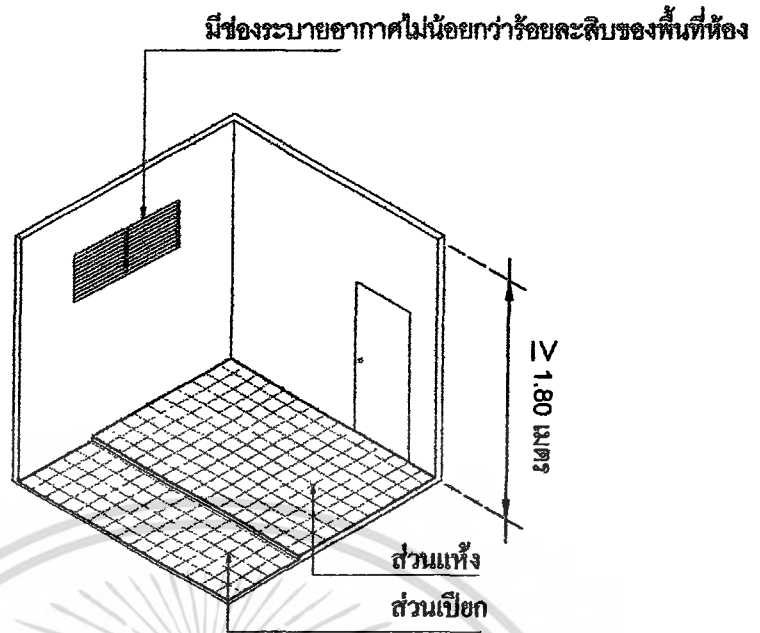 มีช่องระบายอากาศไม่น้อยกว่าร้อยละสิบของพื้นที่ห้อง
≥ 1.80 เมตร
ส่วนแห้ง
ส่วนเปียก